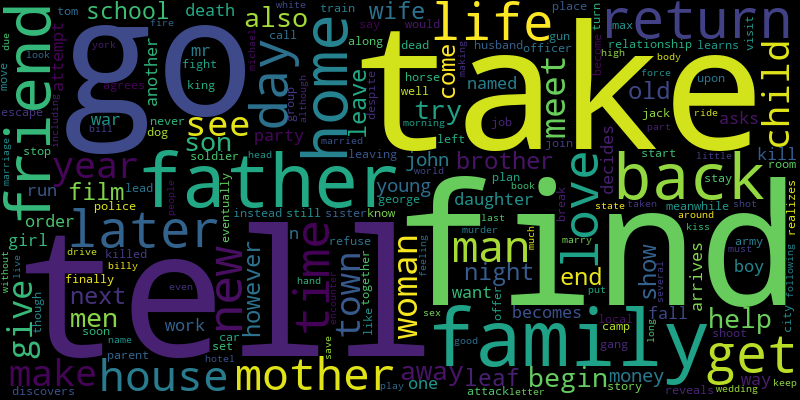 tom
fire
school
death
also
wife
train
say
would
white
place
turn
max
return
friend
due
move
look
york
attempt
agrees
including
bill
another
mr
fight
king
day
call
michael
group
although
home
along
dead
horse
well
despite
leave
life
come
husband
officer
gun
making
morning
named
job
try
meet
became
old
relationship
learns
visit
high
body
force
upon
jack
ride
part
asks
child
go
take
war
never
dog
see
son
party
left
join
escape
marriage
stop
year
soldier
head
married
leaving
john
world
brother
decides
start
little
kill
room
realizes
film
lead
run
police
people
father
young
george
daughter
plan
book
love
back
stay
meanwhile
taken
shot
state
around
kiss
order
girl
later
eventually
instead
still
sister
know
last
murder
break
marry
much
find
army
must
boy
without
live
though
drive
killed
billy
finally
new
however
n
refuse
hand
encounter
time
town
together
like
woman
feeling
man
night
want
offer
end
put
show
several
arrives
city
following
give
next
men
soon
work
name
even
tell
car
set
save
sex
becomes
family
fall
local
camp
gang
long
shoot
help
get
make
parent
hotel
house
mother
play
away
one
good
leaf
begin
story
money
reveals
way
wedding
keep
discovers
attack
letter